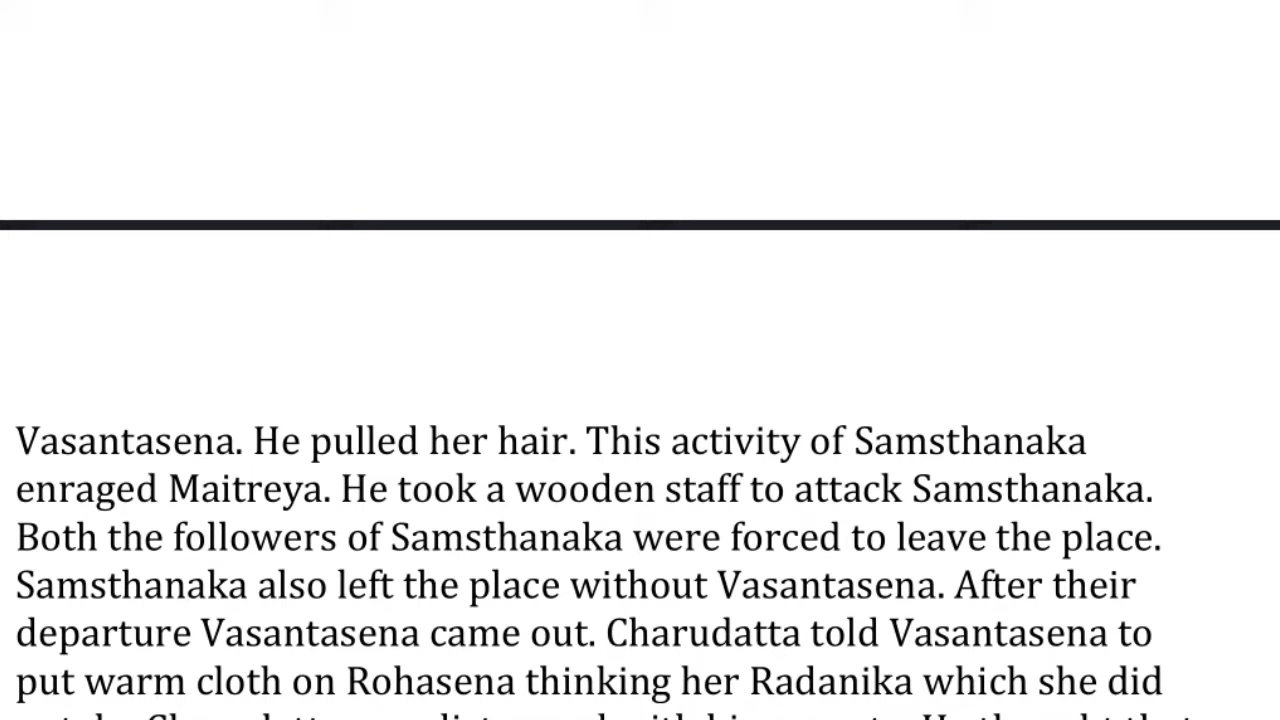 Vasantasena. He pulled her hair. This activity of Samsthanaka
enraged Maitreya. He took a wooden staff to attack Samsthanaka.
Both the followers of Samsthanaka were forced to leave the place.
Samsthanaka also left the place without Vasantasena. After their
departure Vasantasena came out. Charudatta told Vasantasena to
put warm cloth on Rohasena thinking her Radanika which she did